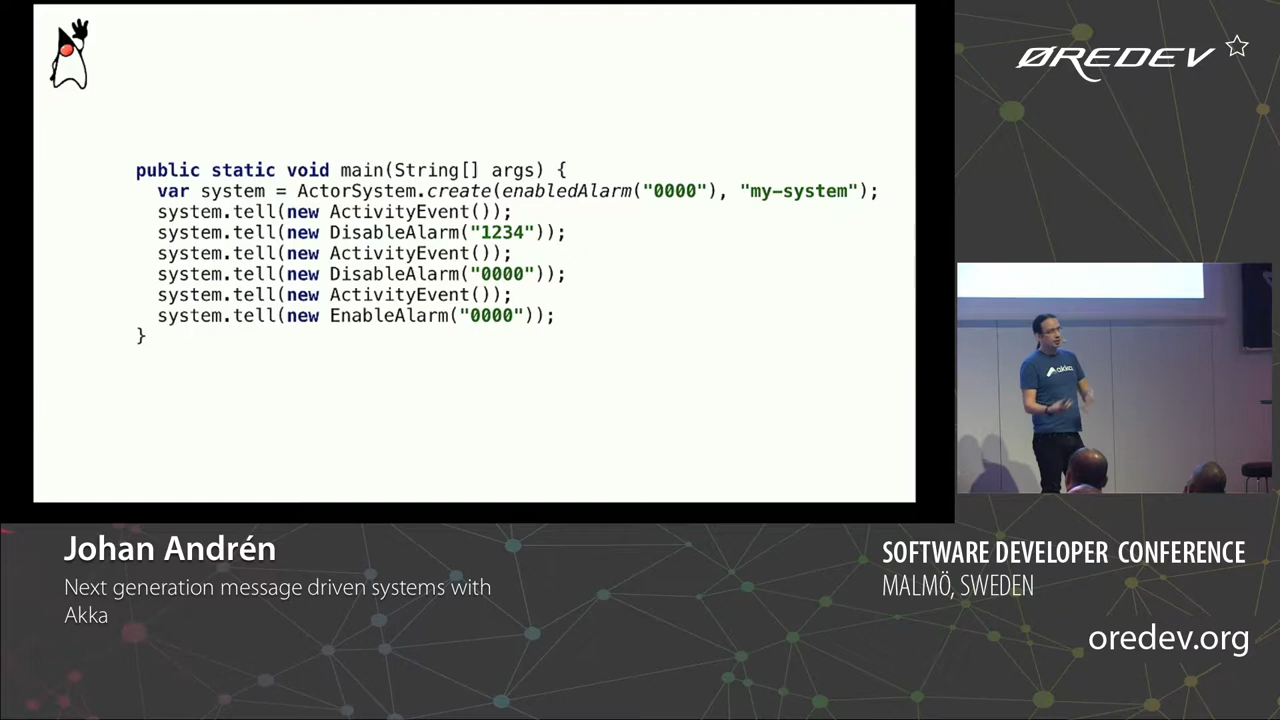 public static void main(String[] args) {
var system = ActorSystem.create(enabledAlarm("0000"), "my-system");
system.tell(new ActivityEvent());
system.tell(new DisableAlarm("1234"));
system.tell(new ActivityEvent());
system.tell(new DisableAlarm("0000"));
system.tell(new ActivityEvent());
system.tell(new EnableAlarm("0000"));
}
ØREDEV
akka
Johan Andrén
Next generation message driven systems with
Akka
SOFTWARE DEVELOPER CONFERENCE
MALMÖ, SWEDEN
oredev.org